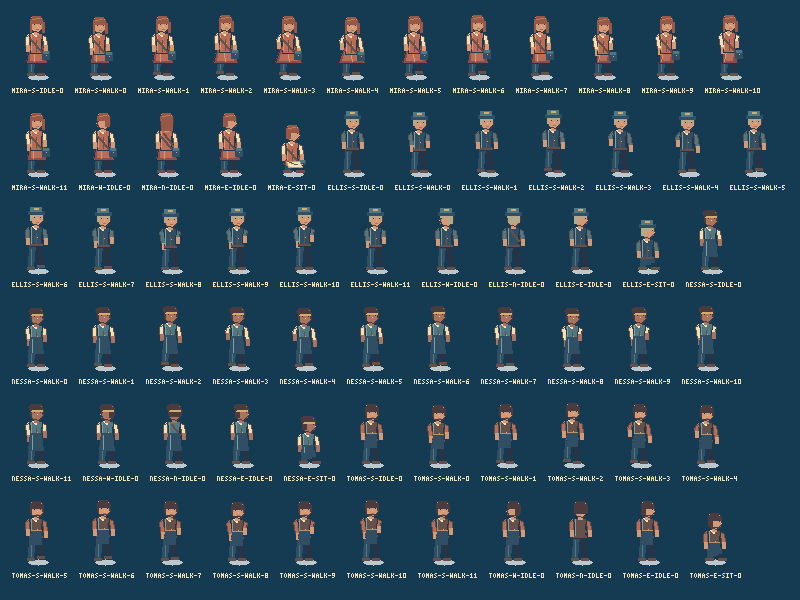 MIRA-S-IDLE-0 MIRA-S-WALK-0 MIRA-S-WALK-1 MIRA-S-WALK-2 MIRA-S-WALK-3 MIRA-S-WALK-4 MIRA-S-WALK-5 MIRA-S-WALK-6 MIRA-S-WALK-7 MIRA-S-WALK-8 MIRA-S-WALK-9 MIRA-S-WALK-10
MIRA-S-WALK-11 MIRA-W-IDLE-0 MIRA-N-IDLE-0 MIRA-E-IDLE-0 MIRA-E-SIT-0 ELLIS-S-IDLE-0 ELLIS-S-WALK-0 ELLIS-S-WALK-1 ELLIS-S-WALK-2 ELLIS-S-WALK-3 ELLIS-S-WALK-4 ELLIS-S-WALK-5
ELLIS-S-WALK-6 ELLIS-S-WALK-7 ELLIS-S-WALK-8 ELLIS-S-WALK-9 ELLIS-S-WALK-10 ELLIS-S-WALK-11 ELLIS-W-IDLE-0 ELLIS-N-IDLE-0 ELLIS-E-IDLE-0 ELLIS-E-SIT-0 NESSA-S-IDLE-0
NESSA-S-WALK-0 NESSA-S-WALK-1 NESSA-S-WALK-2 NESSA-S-WALK-3 NESSA-S-WALK-4 NESSA-S-WALK-5 NESSA-S-WALK-6 NESSA-S-WALK-7 NESSA-S-WALK-8 NESSA-S-WALK-9 NESSA-S-WALK-10
NESSA-S-WALK-11 NESSA-W-IDLE-0 NESSA-N-IDLE-0 NESSA-E-IDLE-0 NESSA-E-SIT-0 TOMAS-S-IDLE-0 TOMAS-S-WALK-0 TOMAS-S-WALK-1 TOMAS-S-WALK-2 TOMAS-S-WALK-3 TOMAS-S-WALK-4
TOMAS-S-WALK-5 TOMAS-S-WALK-6 TOMAS-S-WALK-7 TOMAS-S-WALK-8 TOMAS-S-WALK-9 TOMAS-S-WALK-10 TOMAS-S-WALK-11 TOMAS-W-IDLE-0 TOMAS-N-IDLE-0 TOMAS-E-IDLE-0 TOMAS-E-SIT-0